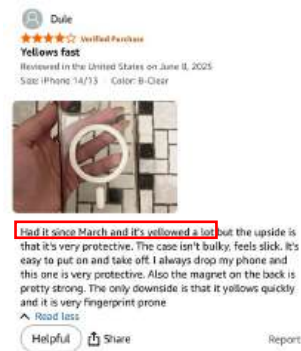 Dule
Verified Purchase
Yellows fast
Reviewed in the United States on June 8, 2025
Size: iPhone 14/13 Color: B-Clear
Had it since March and it's yellowed a lot but the upside is
that it's very protective. The case isn't bulky, feels slick. It's
easy to put on and take off. I always drop my phone and
this one is very protective. Also the magnet on the back is
pretty strong. The only downside is that it yellows quickly
and it is very fingerprint prone
Read less
Helpful
Share
Report